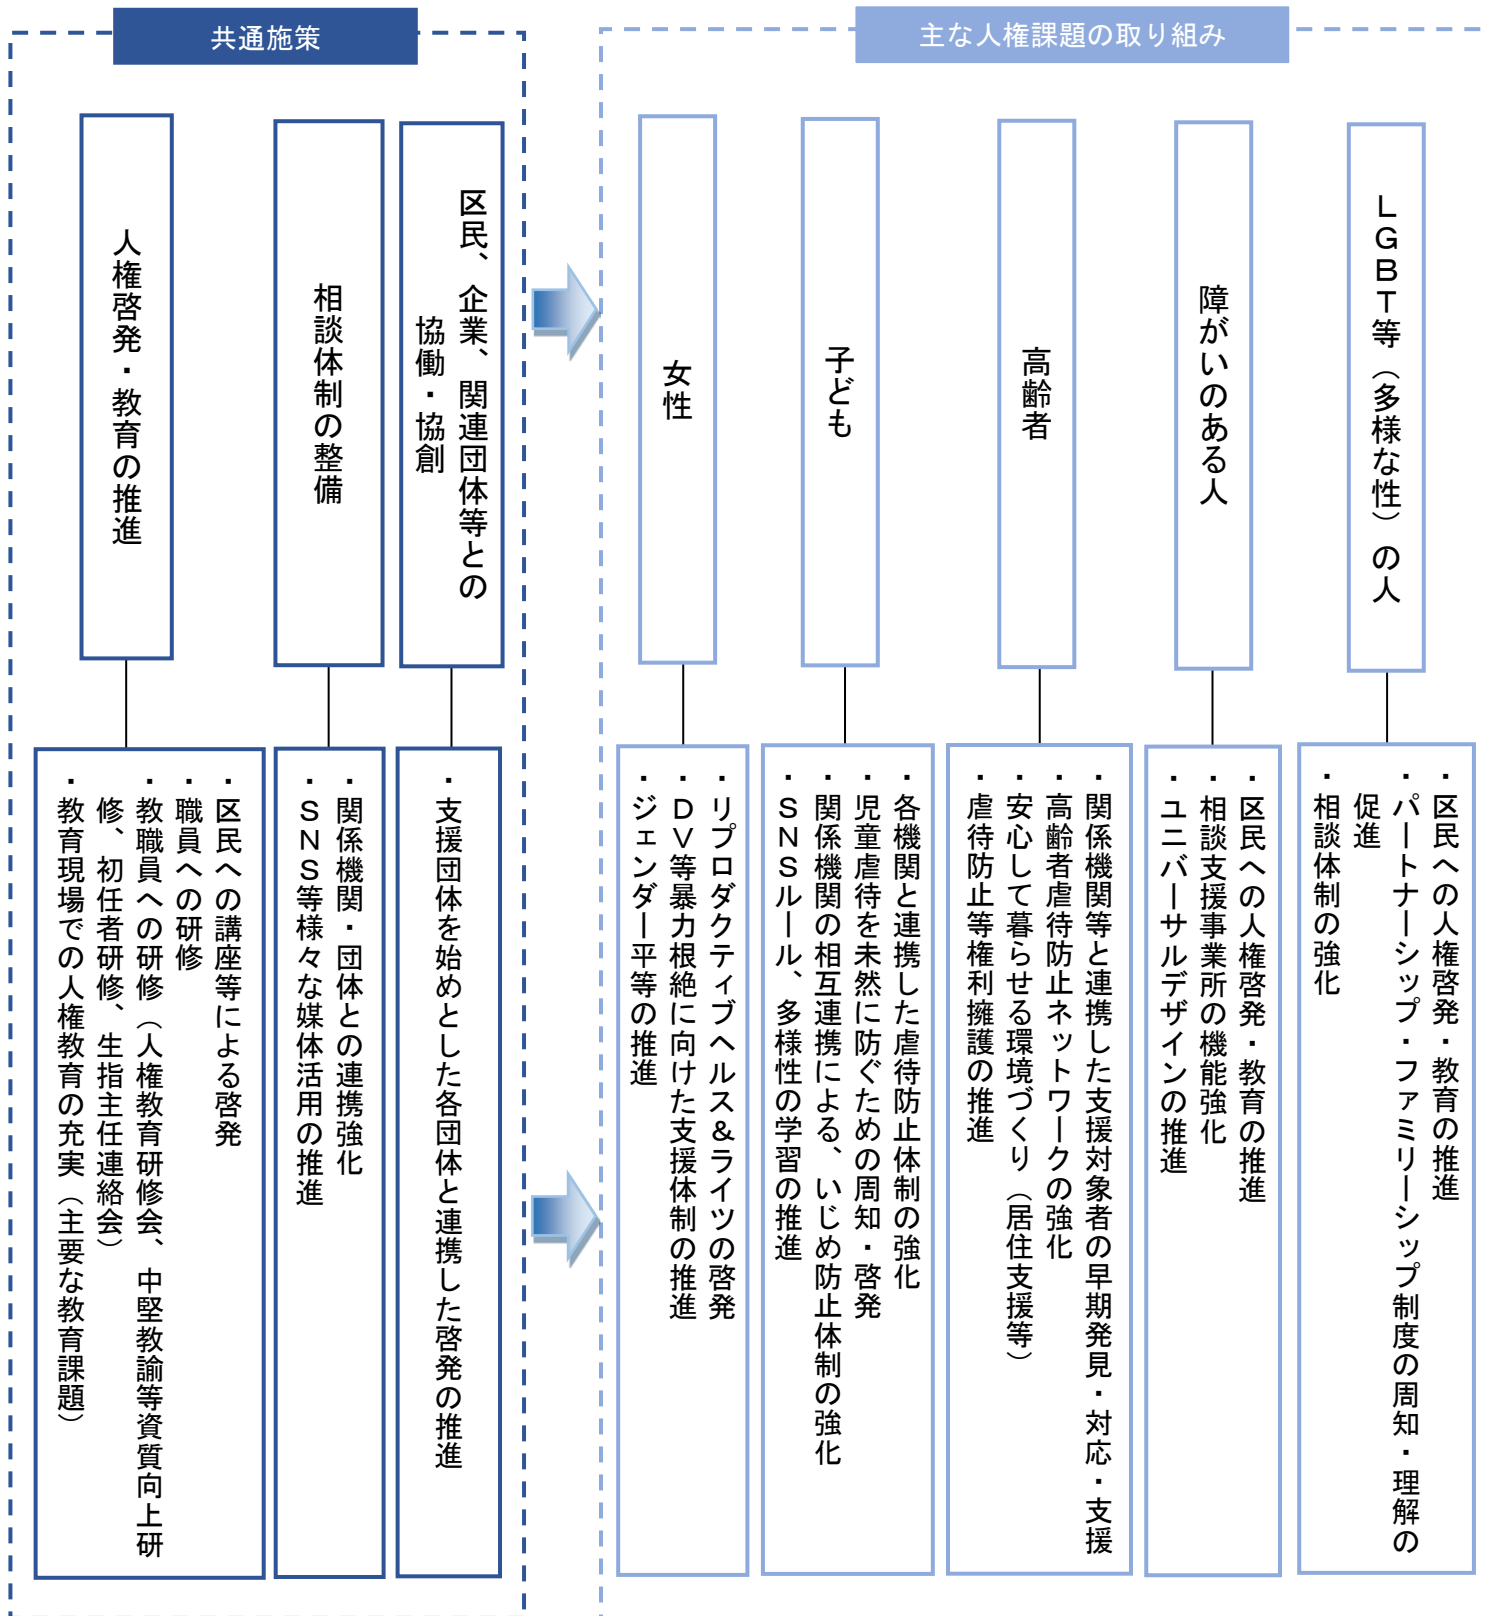 共通施策
人権啓発・教育の推進
・区民への講座等による啓発
・職員への研修
・教職員への研修（人権教育研修会、中堅教諭等資質向上研
修、初任者研修、生指主任連絡会）
・教育現場での人権教育の充実（主要な教育課題）
相談体制の整備
・関係機関・団体との連携強化
・ＳＮＳ等様々な媒体活用の推進
区民、企業、関連団体等との
協働・協創
・支援団体を始めとした各団体と連携した啓発の推進
主な人権課題の取り組み
女性
・リプロダクティブヘルス＆ライツの啓発
・ＤＶ等暴力根絶に向けた支援体制の推進
・ジェンダー平等の推進
子ども
・各機関と連携した虐待防止体制の強化
・児童虐待を未然に防ぐための周知・啓発
・関係機関の相互連携による、いじめ防止体制の強化
・ＳＮＳルール、多様性の学習の推進
高齢者
・関係機関等と連携した支援対象者の早期発見・対応・支援
・高齢者虐待防止ネットワークの強化
・安心して暮らせる環境づくり（居住支援等）
・虐待防止等権利擁護の推進
障がいのある人
・区民への人権啓発・教育の推進
・相談支援事業所の機能強化
・ユニバーサルデザインの推進
ＬＧＢＴ等（多様な性）の人
・区民への人権啓発・教育の推進
・パートナーシップ・ファミリーシップ制度の周知・理解の
促進
・相談体制の強化